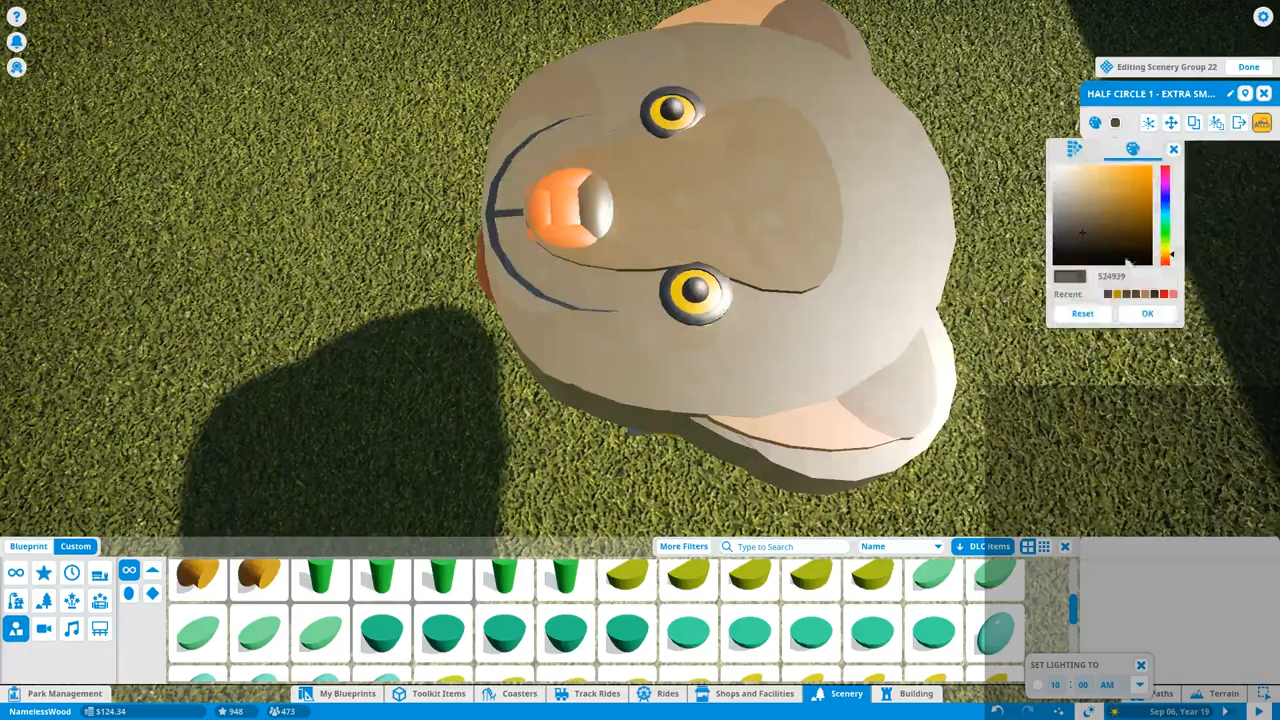 Editing Scenery Group 22 Done
HALF CIRCLE 1 - EXTRA SM...
524939
Recent
Reset OK
Blueprint Custom More Filters Type to Search Name DLC items
SET LIGHTING TO
10 : 00 AM
Park Management My Blueprints Toolkit Items Coasters Track Rides Rides Shops and Facilities Scenery Building Paths Terrain
NamelessWood $124.34 948 473 Sep 06, Year 19